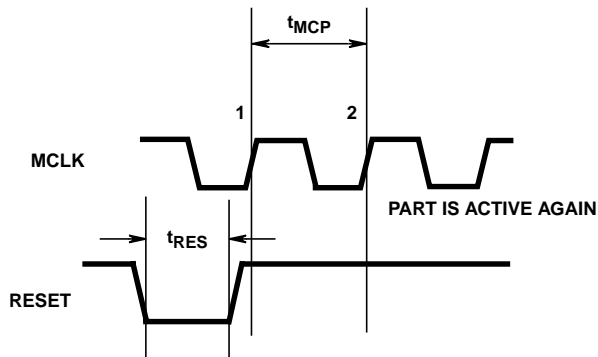 tMCP
1
2
MCLK
PART IS ACTIVE AGAIN
tRES
RESET